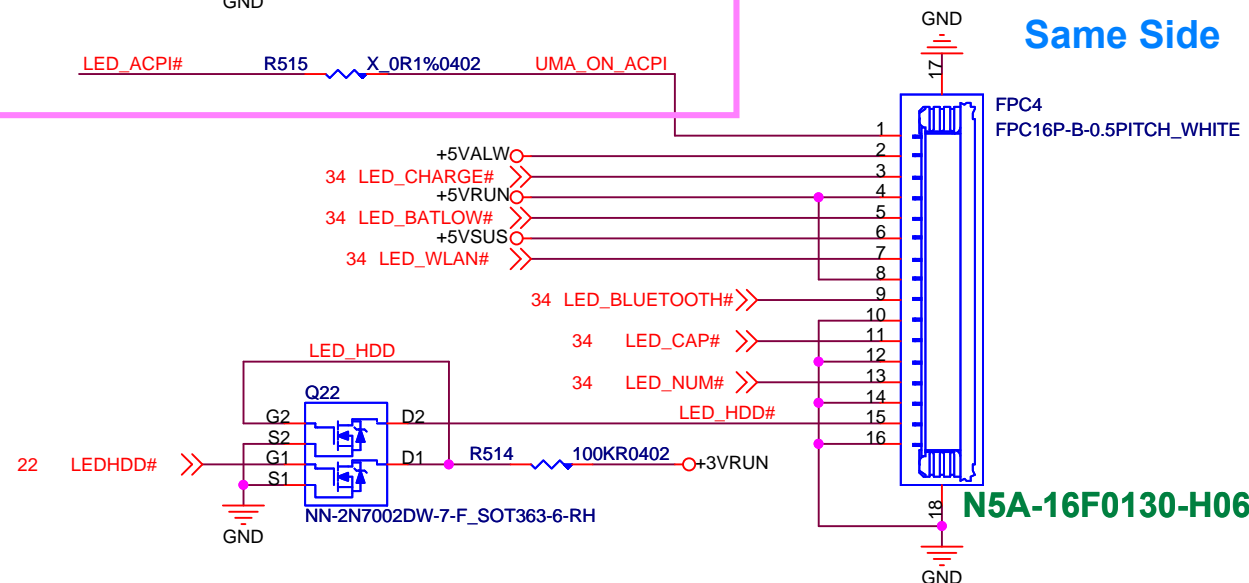 GND
GND
Same Side
LED_ACPI# R515 X_0R1%0402 UMA_ON_ACPI
17
FPC4
FPC16P-B-0.5PITCH_WHITE
1
+5VALW 2
34 LED_CHARGE# 3
+5VRUN 4
34 LED_BATLOW# 5
+5VSUS 6
34 LED_WLAN# 7
8
34 LED_BLUETOOTH# 9
10
34 LED_CAP# 11
LED_HDD 12
34 LED_NUM# 13
Q22 14
G2 D2 LED_HDD# 15
S2 16
22 LEDHDD# G1 D1 R514 100KR0402 +3VRUN
S1
18
N5A-16F0130-H06
NN-2N7002DW-7-F_SOT363-6-RH
GND
GND